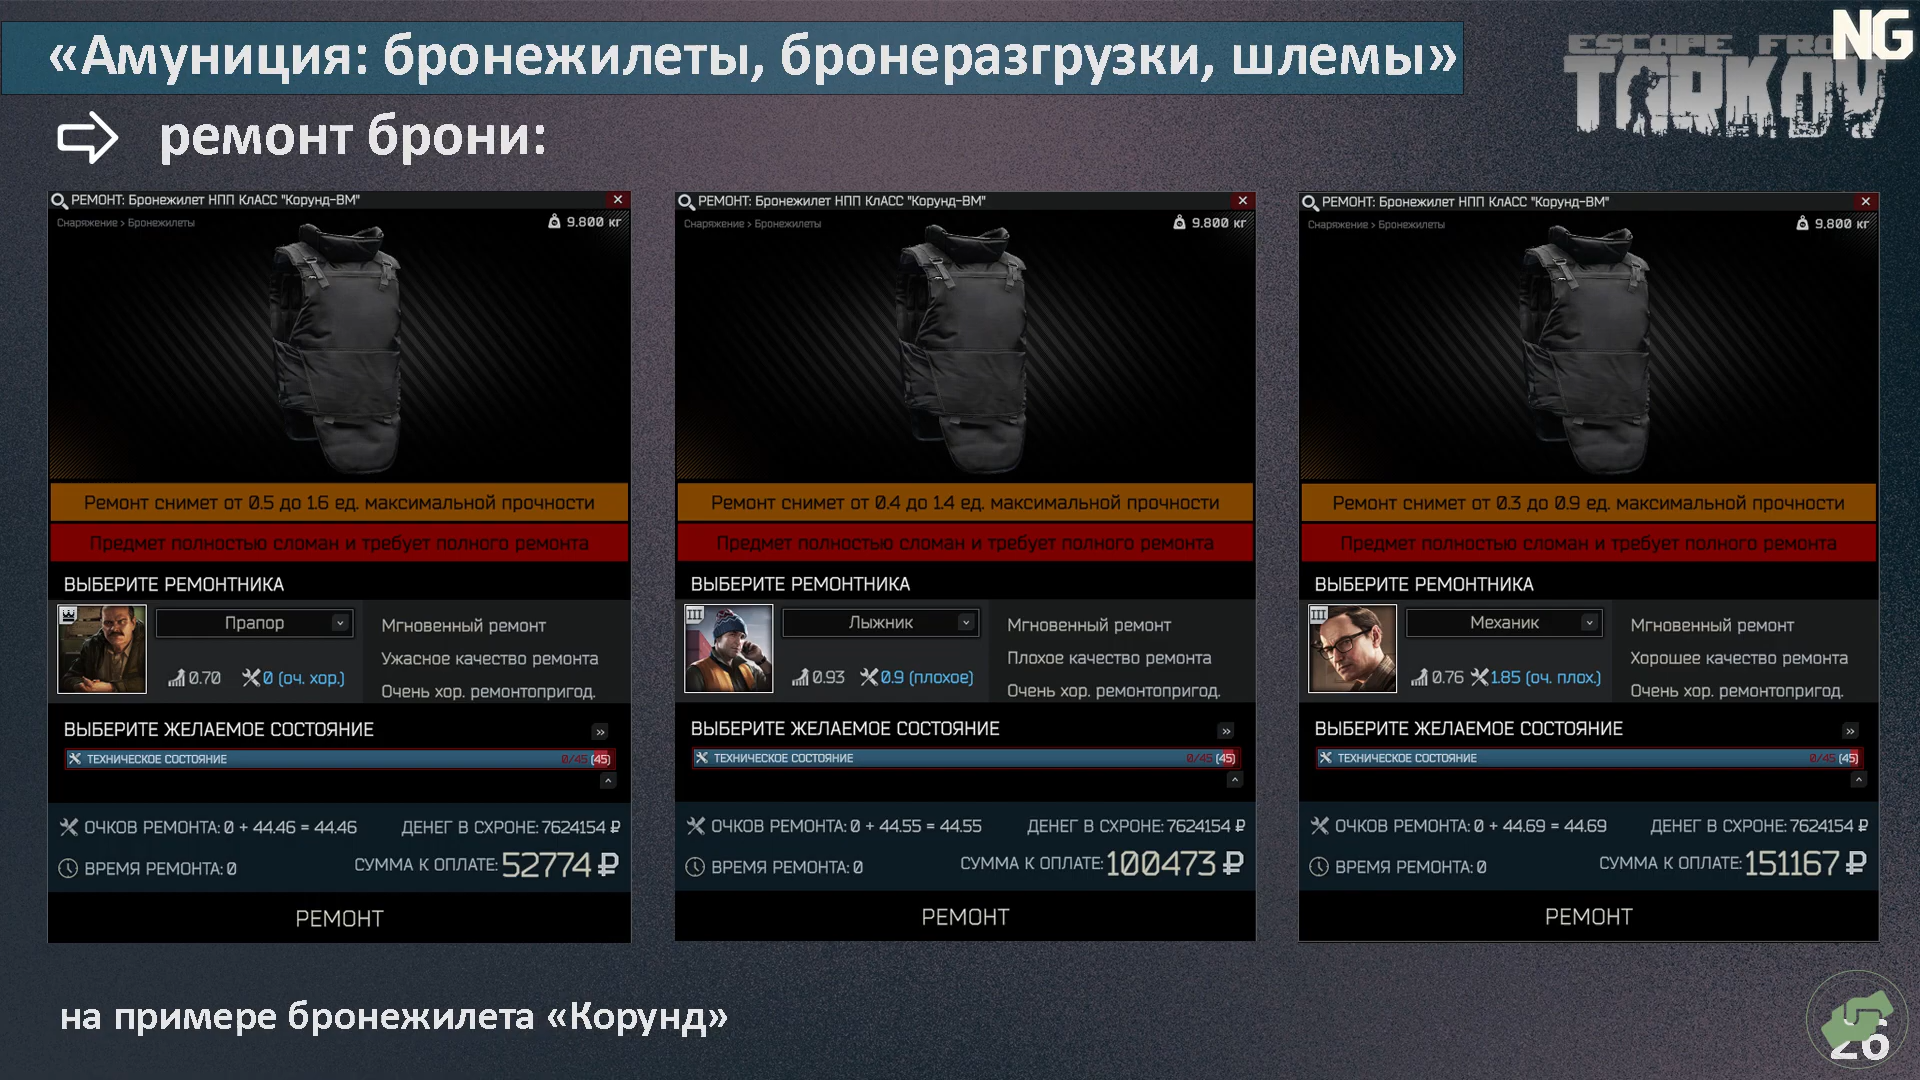 «Амуниция: бронежилеты, бронеразгрузки, шлемы»
ESCAPE FRO
TARKOV
NG
ремонт брони:
РЕМОНТ: Бронежилет НПП КлАСС "Корунд-ВМ"
Снаряжение > Бронежилеты
9.800 кг
Ремонт снимет от 0.5 до 1.6 ед. максимальной прочности
Предмет полностью сломан и требует полного ремонта
ВЫБЕРИТЕ РЕМОНТНИКА
Прапор
0.70
0 (оч. хор.)
Мгновенный ремонт
Ужасное качество ремонта
Очень хор. ремонтопригод.
ВЫБЕРИТЕ ЖЕЛАЕМОЕ СОСТОЯНИЕ
»
ТЕХНИЧЕСКОЕ СОСТОЯНИЕ
0/45 (45)
ОЧКОВ РЕМОНТА: 0 + 44.46 = 44.46
ДЕНЕГ В СХРОНЕ: 7624154 ₽
ВРЕМЯ РЕМОНТА: 0
СУММА К ОПЛАТЕ: 52774 ₽
РЕМОНТ
РЕМОНТ: Бронежилет НПП КлАСС "Корунд-ВМ"
Снаряжение > Бронежилеты
9.800 кг
Ремонт снимет от 0.4 до 1.4 ед. максимальной прочности
Предмет полностью сломан и требует полного ремонта
ВЫБЕРИТЕ РЕМОНТНИКА
III
Лыжник
0.93
0.9 (плохое)
Мгновенный ремонт
Плохое качество ремонта
Очень хор. ремонтопригод.
ВЫБЕРИТЕ ЖЕЛАЕМОЕ СОСТОЯНИЕ
»
ТЕХНИЧЕСКОЕ СОСТОЯНИЕ
0/45 (45)
ОЧКОВ РЕМОНТА: 0 + 44.55 = 44.55
ДЕНЕГ В СХРОНЕ: 7624154 ₽
ВРЕМЯ РЕМОНТА: 0
СУММА К ОПЛАТЕ: 100473 ₽
РЕМОНТ
РЕМОНТ: Бронежилет НПП КлАСС "Корунд-ВМ"
Снаряжение > Бронежилеты
9.800 кг
Ремонт снимет от 0.3 до 0.9 ед. максимальной прочности
Предмет полностью сломан и требует полного ремонта
ВЫБЕРИТЕ РЕМОНТНИКА
III
Механик
0.76
1.85 (оч. плох.)
Мгновенный ремонт
Хорошее качество ремонта
Очень хор. ремонтопригод.
ВЫБЕРИТЕ ЖЕЛАЕМОЕ СОСТОЯНИЕ
»
ТЕХНИЧЕСКОЕ СОСТОЯНИЕ
0/45 (45)
ОЧКОВ РЕМОНТА: 0 + 44.69 = 44.69
ДЕНЕГ В СХРОНЕ: 7624154 ₽
ВРЕМЯ РЕМОНТА: 0
СУММА К ОПЛАТЕ: 151167 ₽
РЕМОНТ
на примере бронежилета «Корунд»
26